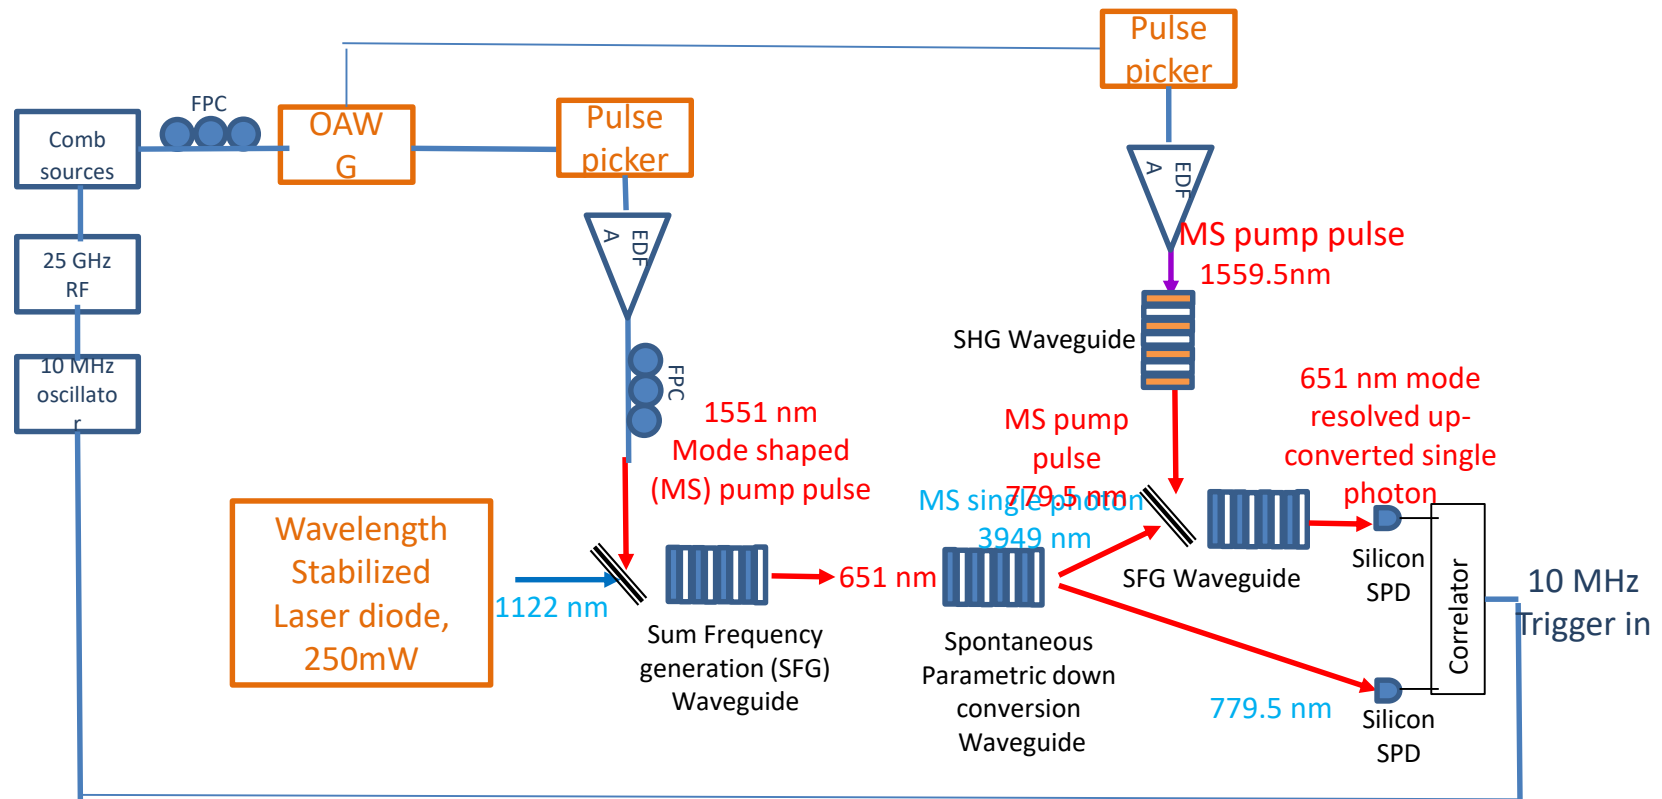 Pulse
picker
FPC
Comb
sources
OAW
G
Pulse
picker
EDF
A
EDF
A
25 GHz
RF
MS pump pulse
1559.5nm
10 MHz
oscillato
r
SHG Waveguide
FPC
1551 nm
Mode shaped
(MS) pump pulse
MS pump
pulse
779.5 nm
651 nm mode
resolved up-
converted single
photon
MS single photon
3949 nm
Wavelength
Stabilized
Laser diode,
250mW
1122 nm
651 nm
SFG Waveguide
Silicon
SPD
Correlator
10 MHz
Trigger in
Sum Frequency
generation (SFG)
Waveguide
Spontaneous
Parametric down
conversion
Waveguide
779.5 nm
Silicon
SPD